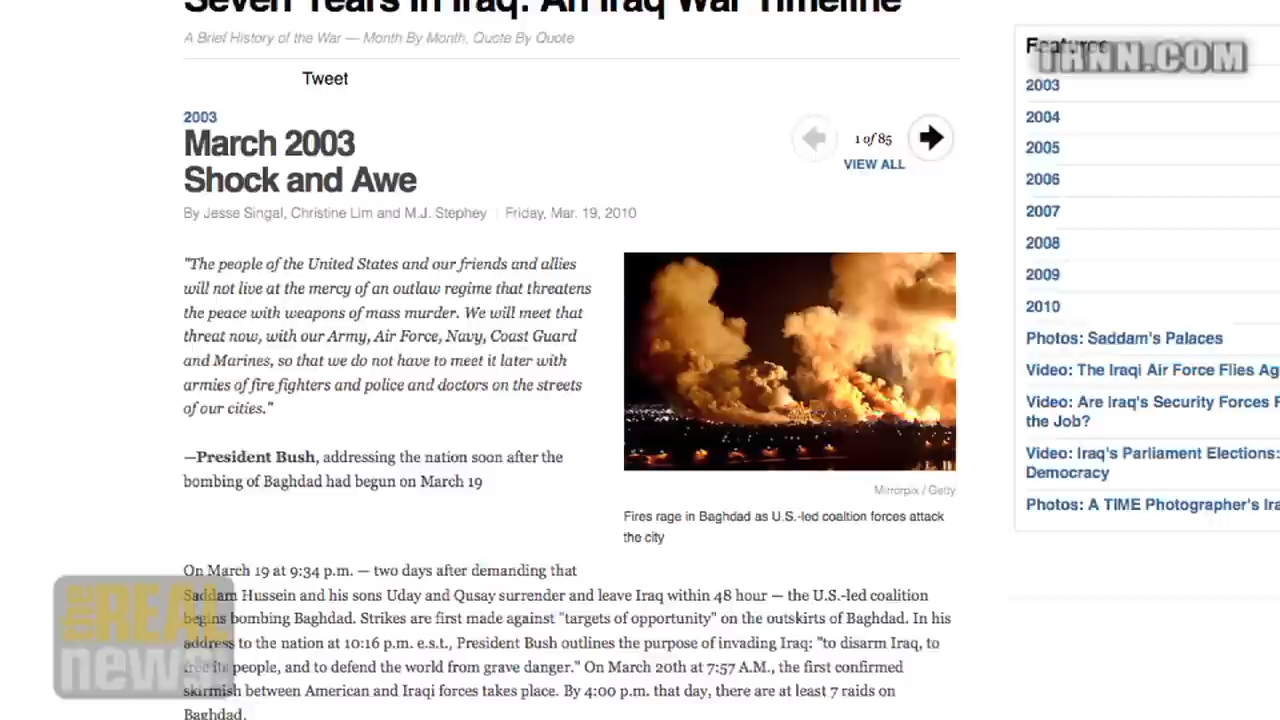 Seven Years in Iraq: An Iraq War Timeline
A Brief History of the War — Month By Month, Quote By Quote
Tweet
2003
March 2003
Shock and Awe
1 of 85
VIEW ALL
By Jesse Singal, Christine Lim and M.J. Stephey | Friday, Mar. 19, 2010
"The people of the United States and our friends and allies
will not live at the mercy of an outlaw regime that threatens
the peace with weapons of mass murder. We will meet that
threat now, with our Army, Air Force, Navy, Coast Guard
and Marines, so that we do not have to meet it later with
armies of fire fighters and police and doctors on the streets
of our cities."
—President Bush, addressing the nation soon after the
bombing of Baghdad had begun on March 19
Mirrorpix / Getty
Fires rage in Baghdad as U.S.-led coaltion forces attack
the city
On March 19 at 9:34 p.m. — two days after demanding that
Saddam Hussein and his sons Uday and Qusay surrender and leave Iraq within 48 hour — the U.S.-led coalition
begins bombing Baghdad. Strikes are first made against "targets of opportunity" on the outskirts of Baghdad. In his
address to the nation at 10:16 p.m. e.s.t., President Bush outlines the purpose of invading Iraq: "to disarm Iraq, to
free its people, and to defend the world from grave danger." On March 20th at 7:57 A.M., the first confirmed
skirmish between American and Iraqi forces takes place. By 4:00 p.m. that day, there are at least 7 raids on
Baghdad.
Features
TRNN.COM
2003
2004
2005
2006
2007
2008
2009
2010
Photos: Saddam's Palaces
Video: The Iraqi Air Force Flies Ag
Video: Are Iraq's Security Forces F
the Job?
Video: Iraq's Parliament Elections:
Democracy
Photos: A TIME Photographer's Ira
the REAL
news